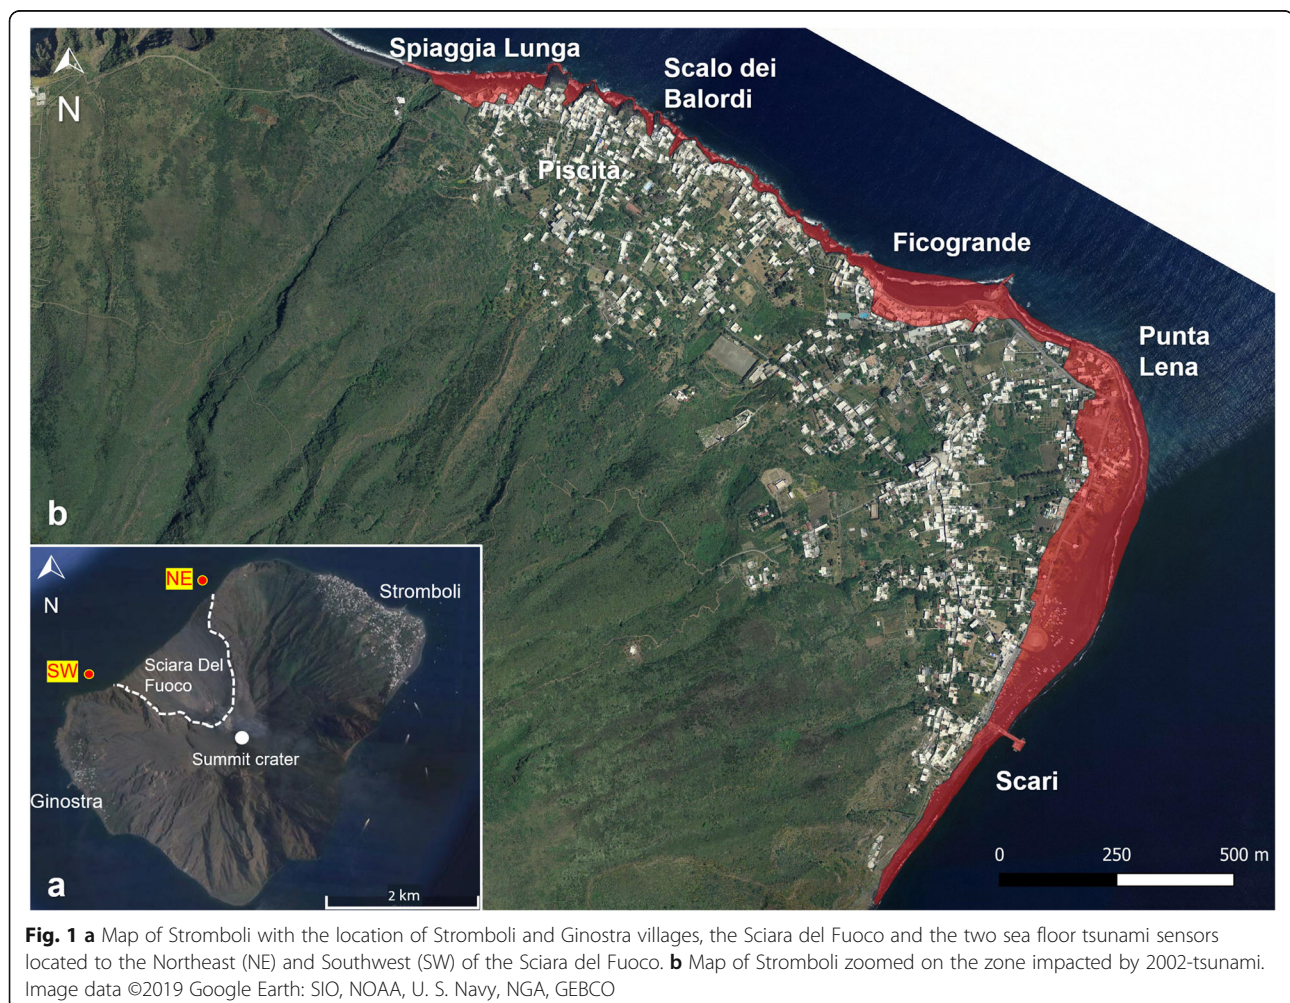 Spiaggia Lunga
Scalo dei
Balordi
N
Piscità
Ficogrande
Punta
Lena
b
NE
Stromboli
N
SW
Sciara Del
Fuoco
Summit crater
Ginostra
Scari
0 250 500 m
a
2 km
Fig. 1 a Map of Stromboli with the location of Stromboli and Ginostra villages, the Sciara del Fuoco and the two sea floor tsunami sensors
located to the Northeast (NE) and Southwest (SW) of the Sciara del Fuoco. b Map of Stromboli zoomed on the zone impacted by 2002-tsunami.
Image data ©2019 Google Earth: SIO, NOAA, U. S. Navy, NGA, GEBCO